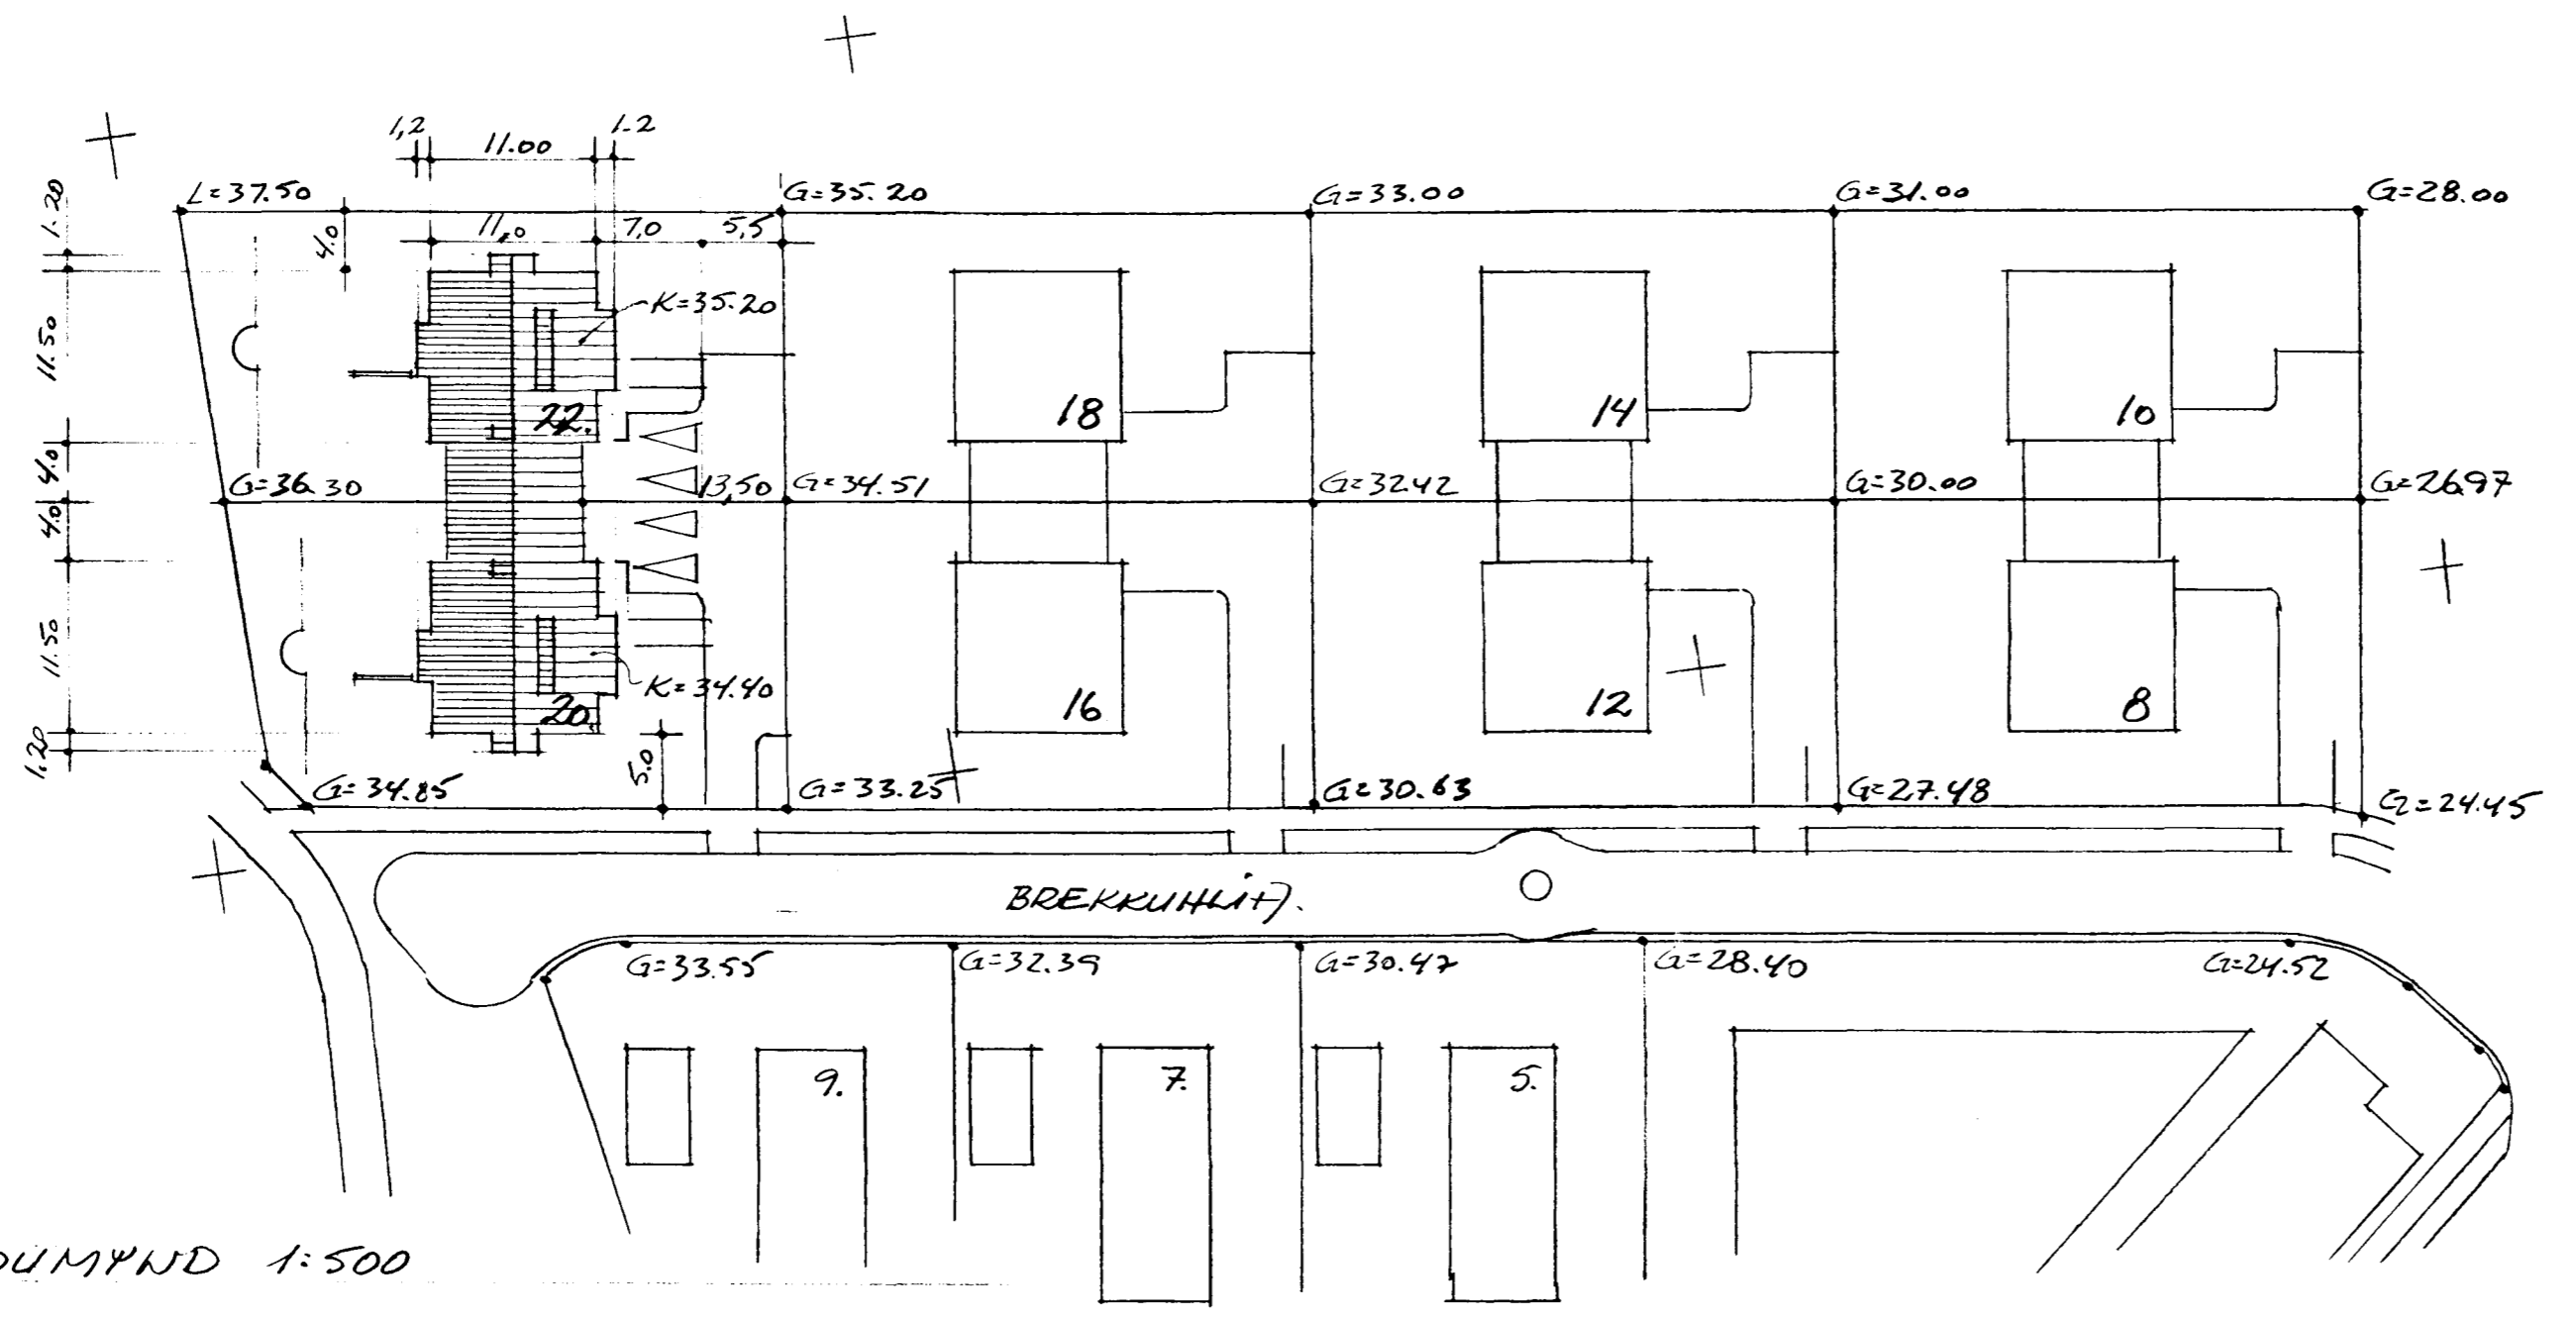 1,2 11.00 1.2
L=37.50 G=35.20 G=33.00 G=31.00 G=28.00
1.20
4.0 11,0 7,0 5,5
K=35.20
11.50
22. 18 14 10
4.0
G=36.30 13,50 G=34.51 G=32.42 G=30.00 G=26.97
4.0
11.50
K=34.40
20. 16 12 8
1.20 5.0
G=34.85 G=33.25 G=30.63 G=27.48 G=24.45
BREKKUHLÍÐ.
G=33.55 G=32.39 G=30.47 G=28.40 G=24.52
9. 7. 5.
DUMYND 1:500